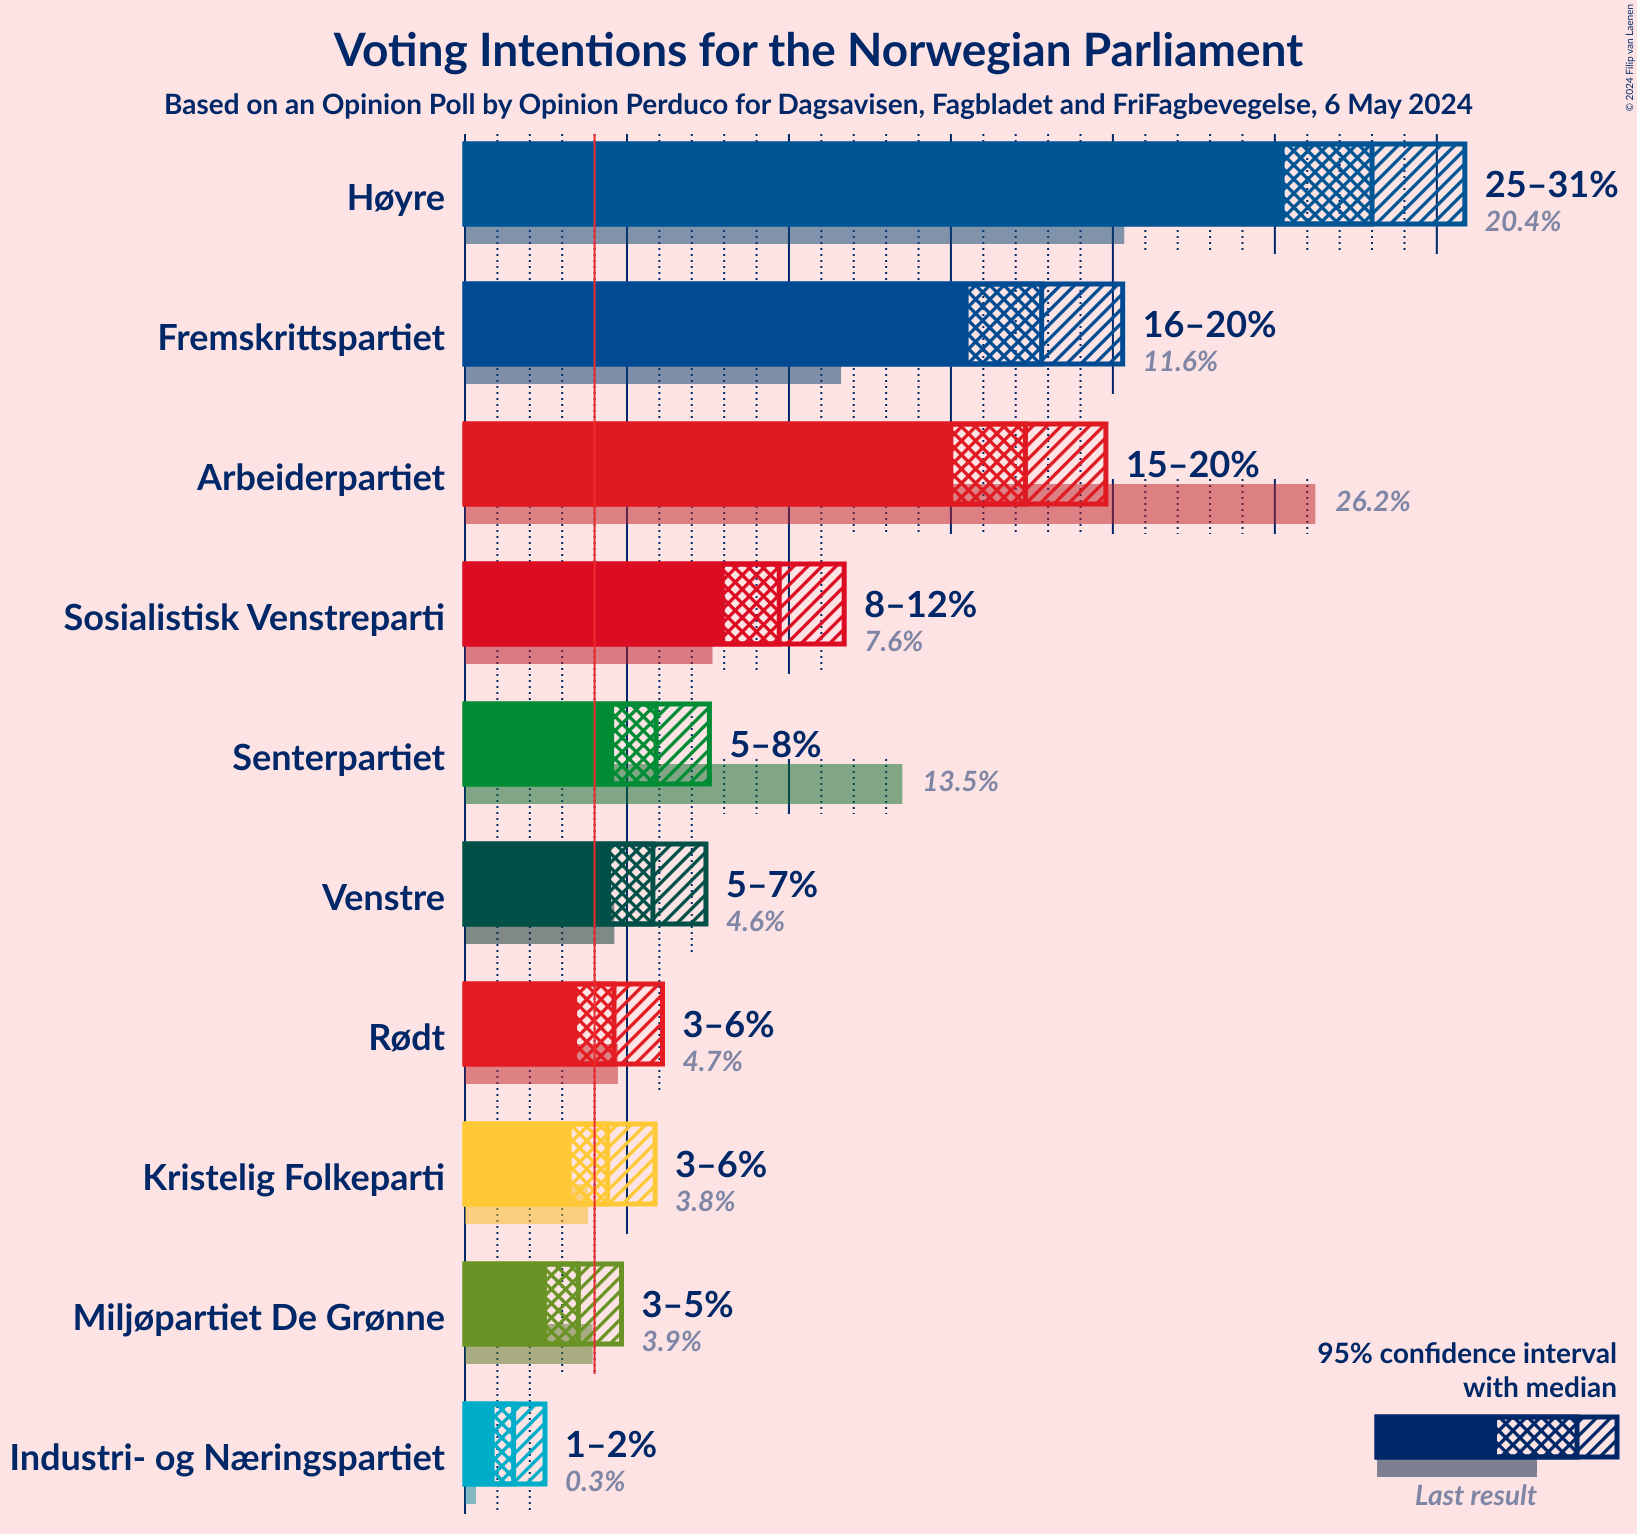 Voting Intentions for the Norwegian Parliament
Based on an Opinion Poll by Opinion Perduco for Dagsavisen, Fagbladet and FriFagbevegelse, 6 May 2024
© 2024 Filip van Laenen
Høyre
25–31%
20.4%
Fremskrittspartiet
16–20%
11.6%
Arbeiderpartiet
15–20%
26.2%
Sosialistisk Venstreparti
8–12%
7.6%
Senterpartiet
5–8%
13.5%
Venstre
5–7%
4.6%
Rødt
3–6%
4.7%
Kristelig Folkeparti
3–6%
3.8%
Miljøpartiet De Grønne
3–5%
3.9%
Industri- og Næringspartiet
1–2%
0.3%
95% confidence interval
with median
Last result